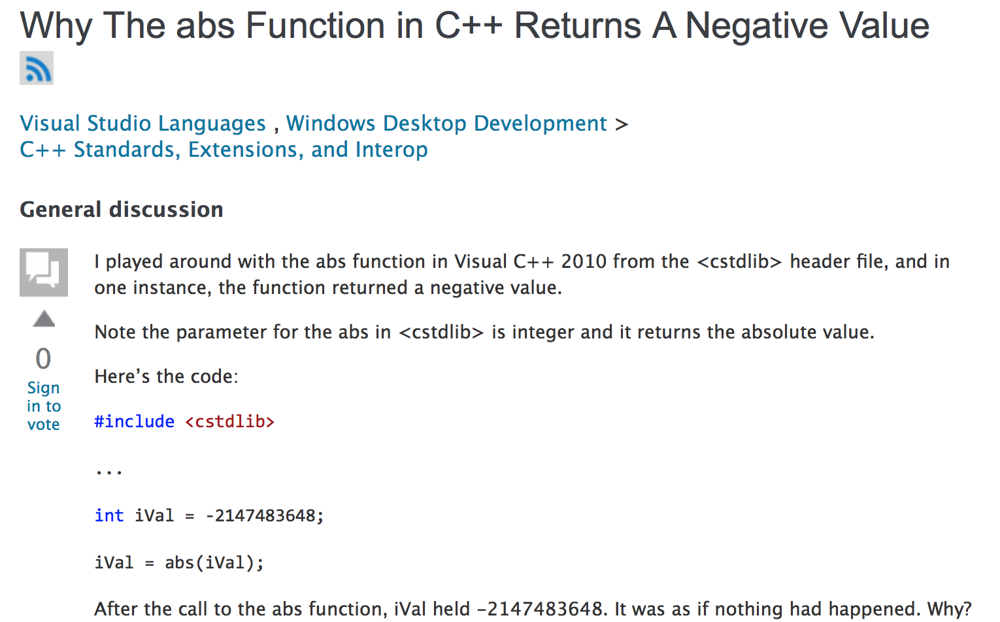 Why The abs Function in C++ Returns A Negative Value
Visual Studio Languages , Windows Desktop Development >
C++ Standards, Extensions, and Interop
General discussion
I played around with the abs function in Visual C++ 2010 from the <cstdlib> header file, and in
one instance, the function returned a negative value.
Note the parameter for the abs in <cstdlib> is integer and it returns the absolute value.
0
Sign
in to
vote
Here’s the code:
#include <cstdlib>
...
int iVal = -2147483648;
iVal = abs(iVal);
After the call to the abs function, iVal held –2147483648. It was as if nothing had happened. Why?